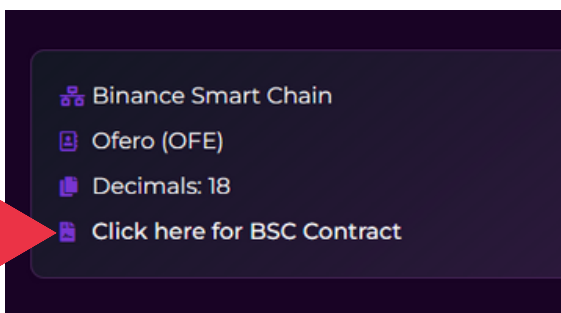 Binance Smart Chain
Ofero (OFE)
Decimals: 18
Click here for BSC Contract